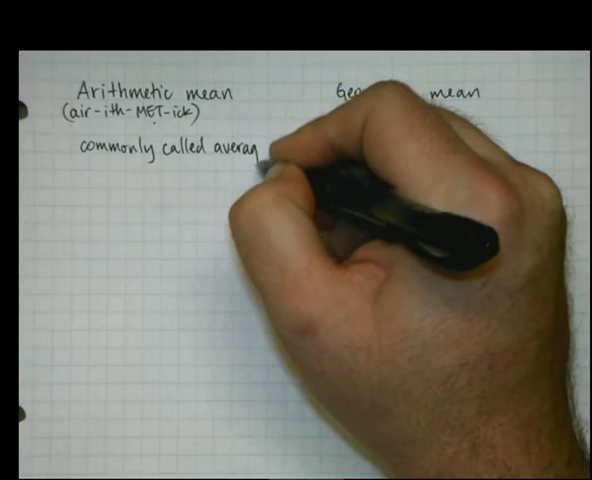 Arithmetic mean
mean
(air-ith-MET-ick)
commonly called averag